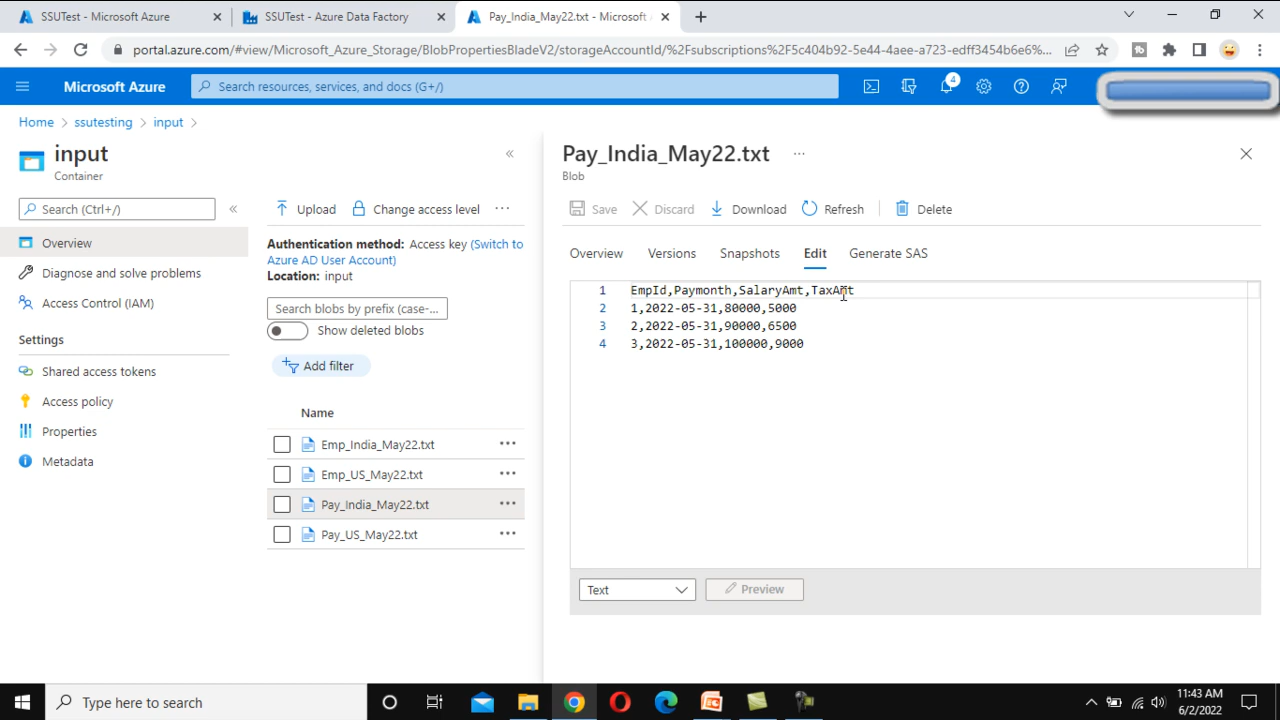 SSUTest - Microsoft Azure
SSUTest - Azure Data Factory
Pay_India_May22.txt - Microsoft
portal.azure.com/#view/Microsoft_Azure_Storage/BlobPropertiesBladeV2/storageAccountId/%2Fsubscriptions%2F5c404b92-5e44-4aee-a723-edff3454b6e6%...
Microsoft Azure
Search resources, services, and docs (G+/)
4
Home > ssutesting > input >
input
Container
Search (Ctrl+/)
Overview
Diagnose and solve problems
Access Control (IAM)
Settings
Shared access tokens
Access policy
Properties
Metadata
Upload
Change access level
Authentication method: Access key (Switch to
Azure AD User Account)
Location: input
Search blobs by prefix (case-...
Show deleted blobs
Add filter
Name
Emp_India_May22.txt
Emp_US_May22.txt
Pay_India_May22.txt
Pay_US_May22.txt
Pay_India_May22.txt
Blob
Save
Discard
Download
Refresh
Delete
Overview
Versions
Snapshots
Edit
Generate SAS
1 EmpId,Paymonth,SalaryAmt,TaxAmt
2 1,2022-05-31,80000,5000
3 2,2022-05-31,90000,6500
4 3,2022-05-31,100000,9000
Text
Preview
Type here to search
11:43 AM
6/2/2022